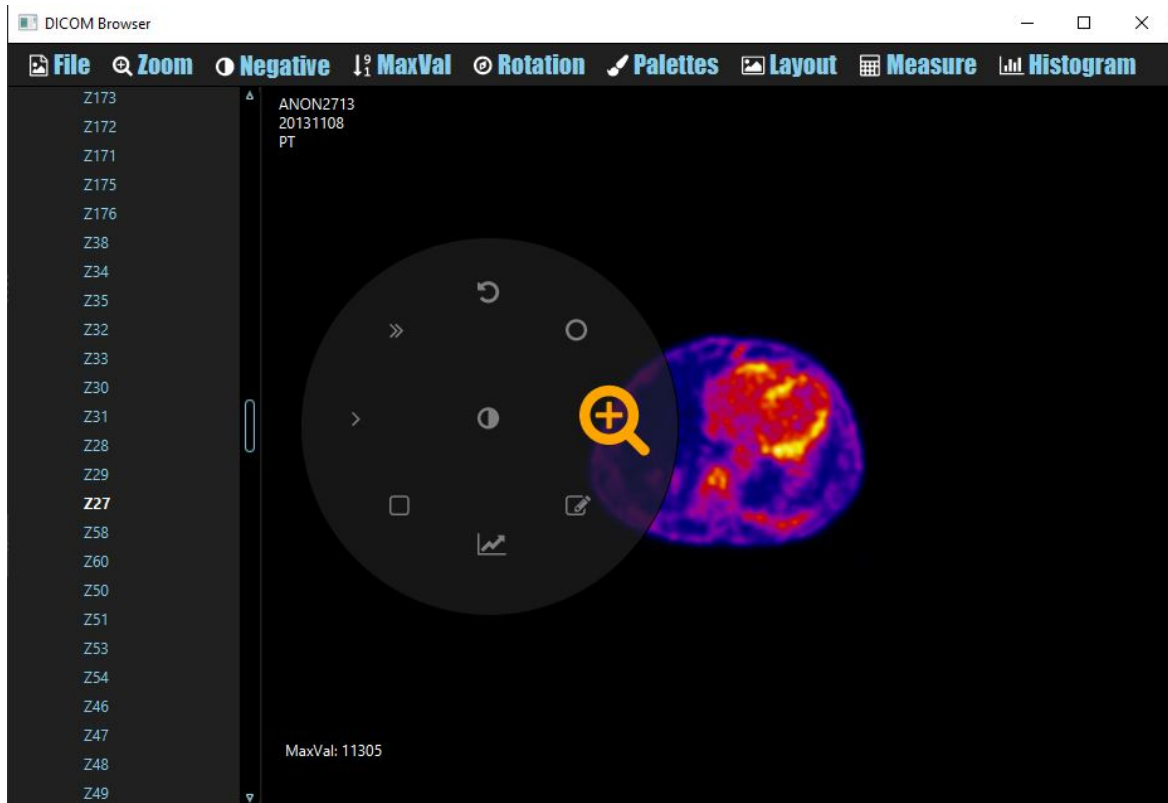 DICOM Browser
File Zoom Negative MaxVal Rotation Palettes Layout Measure Histogram
Z173
Z172
Z171
Z175
Z176
Z38
Z34
Z35
Z32
Z33
Z30
Z31
Z28
Z29
Z27
Z58
Z60
Z50
Z51
Z53
Z54
Z46
Z47
Z48
Z49
ANON2713
20131108
PT
MaxVal: 11305